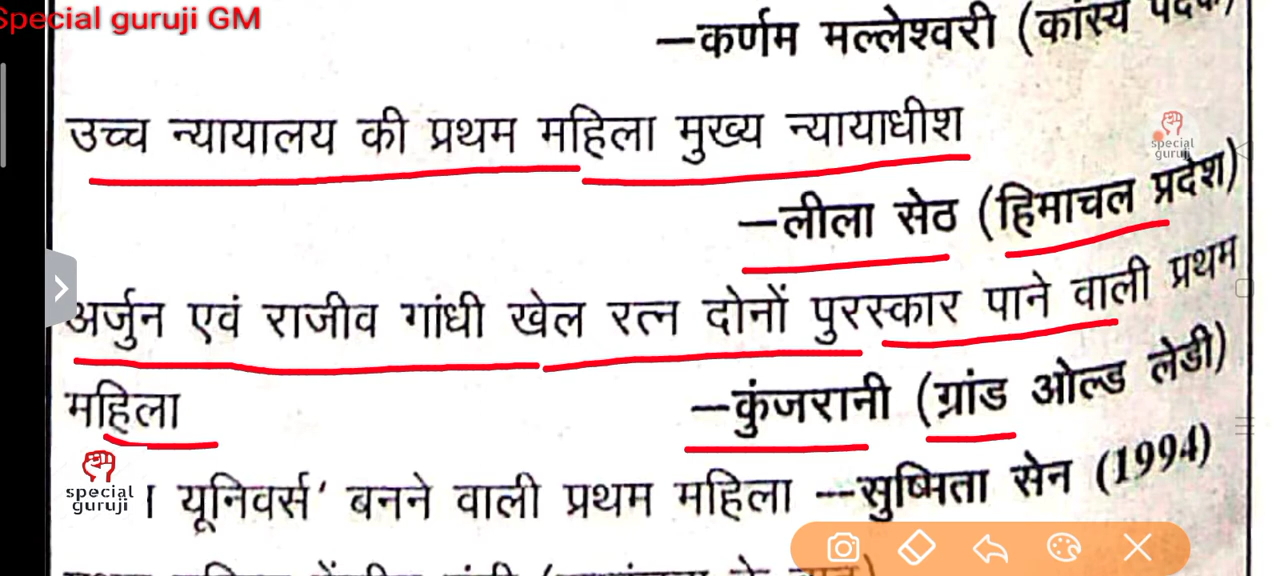 Special guruji GM
—कर्णम मल्लेश्वरी (कांस्य पदक)
उच्च न्यायालय की प्रथम महिला मुख्य न्यायाधीश
special guruji
—लीला सेठ (हिमाचल प्रदेश)
अर्जुन एवं राजीव गांधी खेल रत्न दोनों पुरस्कार पाने वाली प्रथम
महिला —कुंजरानी (ग्रांड ओल्ड लेडी)
special guruji
। यूनिवर्स’ बनने वाली प्रथम महिला —सुष्मिता सेन (1994)